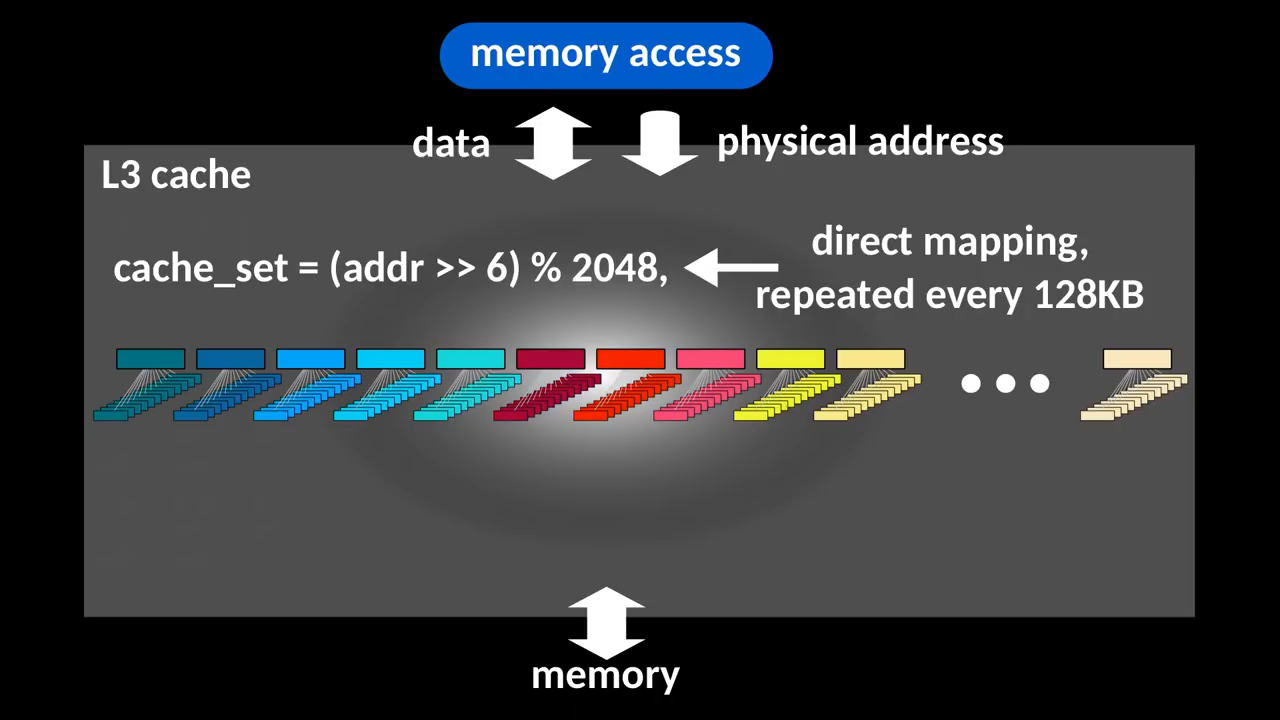 memory access
data
physical address
L3 cache
direct mapping,
cache_set = (addr >> 6) % 2048,
repeated every 128KB
memory